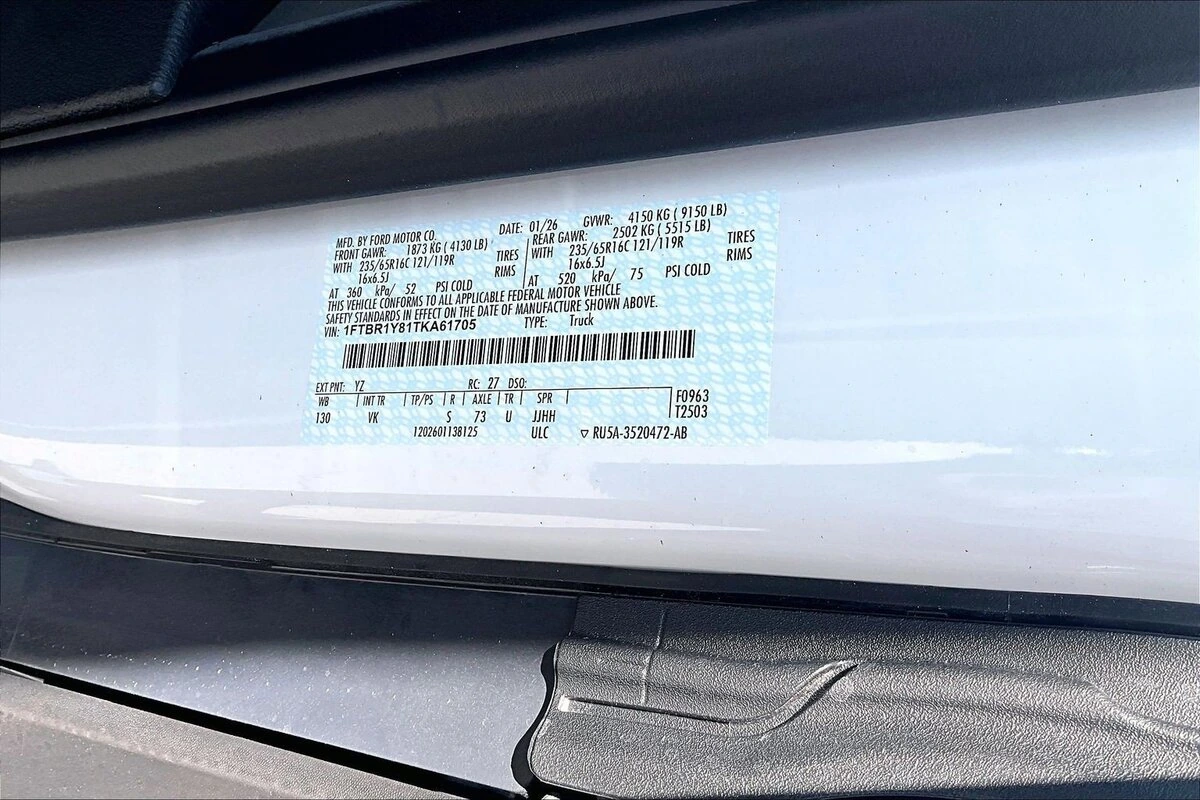 MFD. BY FORD MOTOR CO. DATE: 01/26 GVWR: 4150 KG ( 9150 LB)
FRONT GAWR: 1873 KG ( 4130 LB) REAR GAWR: 2502 KG ( 5515 LB)
WITH 235/65R16C 121/119R TIRES WITH 235/65R16C 121/119R TIRES
16x6.5J RIMS 16x6.5J RIMS
AT 360 kPa/ 52 PSI COLD AT 520 kPa/ 75 PSI COLD
THIS VEHICLE CONFORMS TO ALL APPLICABLE FEDERAL MOTOR VEHICLE
SAFETY STANDARDS IN EFFECT ON THE DATE OF MANUFACTURE SHOWN ABOVE.
VIN: 1FTBR1Y81TKA61705 TYPE: Truck
EXT PNT: YZ RC: 27 DSO:
WB INT TR TP/PS R AXLE TR SPR F0963
130 VK S 73 U JJHH T2503
1202601138125 ULC ▽ RU5A-3520472-AB